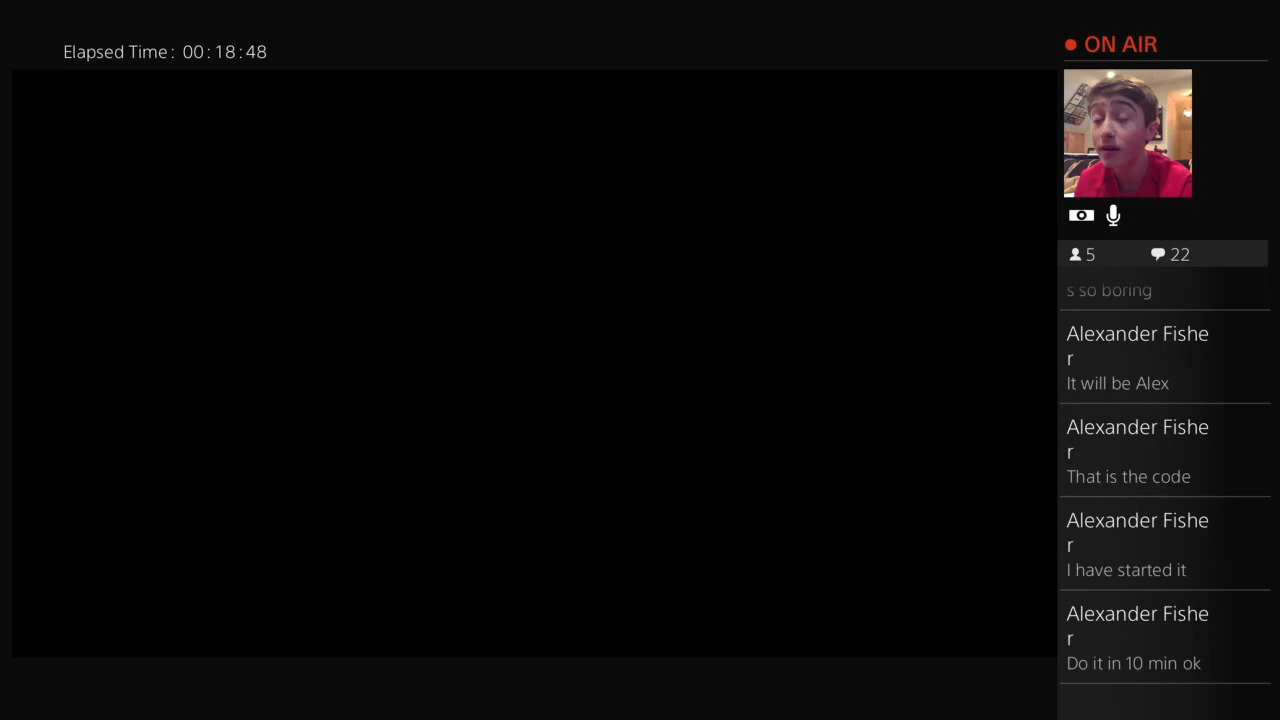 Elapsed Time: 00:18:48
ON AIR
5 22
s so boring
Alexander Fishe
r
It will be Alex
Alexander Fishe
r
That is the code
Alexander Fishe
r
I have started it
Alexander Fishe
r
Do it in 10 min ok